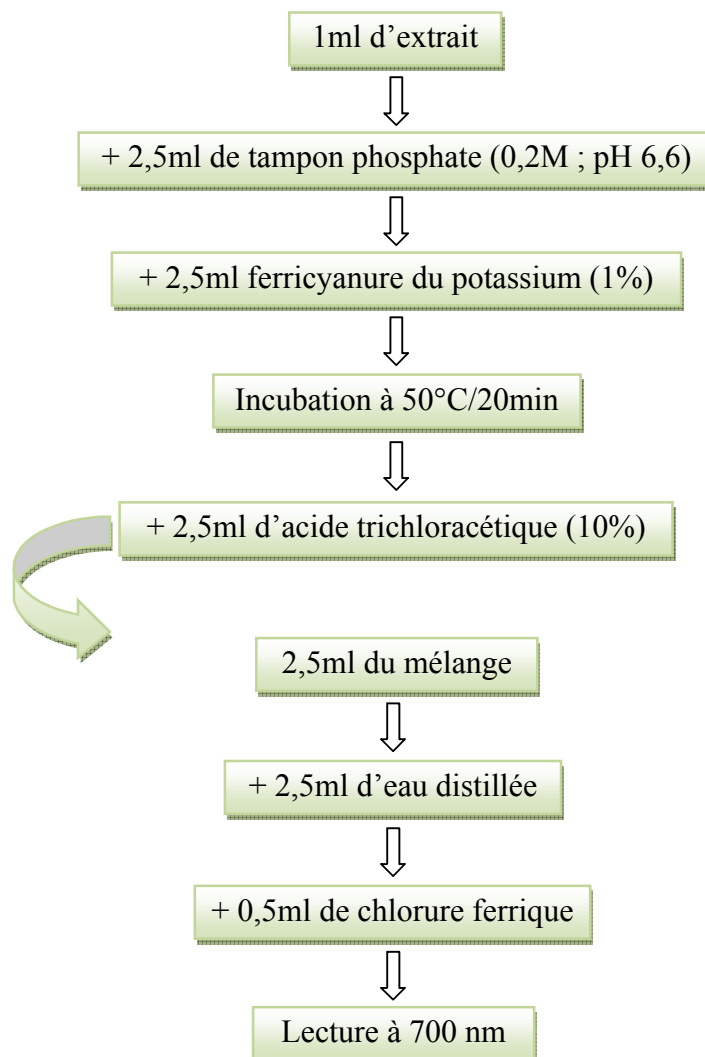 1ml d’extrait
+ 2,5ml de tampon phosphate (0,2M ; pH 6,6)
+ 2,5ml ferricyanure du potassium (1%)
Incubation à 50°C/20min
+ 2,5ml d’acide trichloracétique (10%)
2,5ml du mélange
+ 2,5ml d’eau distillée
+ 0,5ml de chlorure ferrique
Lecture à 700 nm